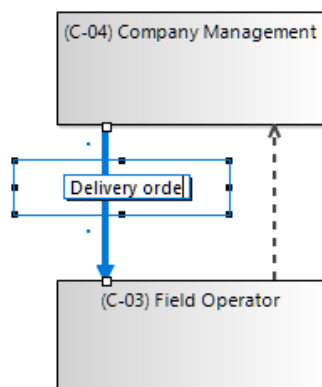 (C-04) Company Management
Delivery orde
(C-03) Field Operator